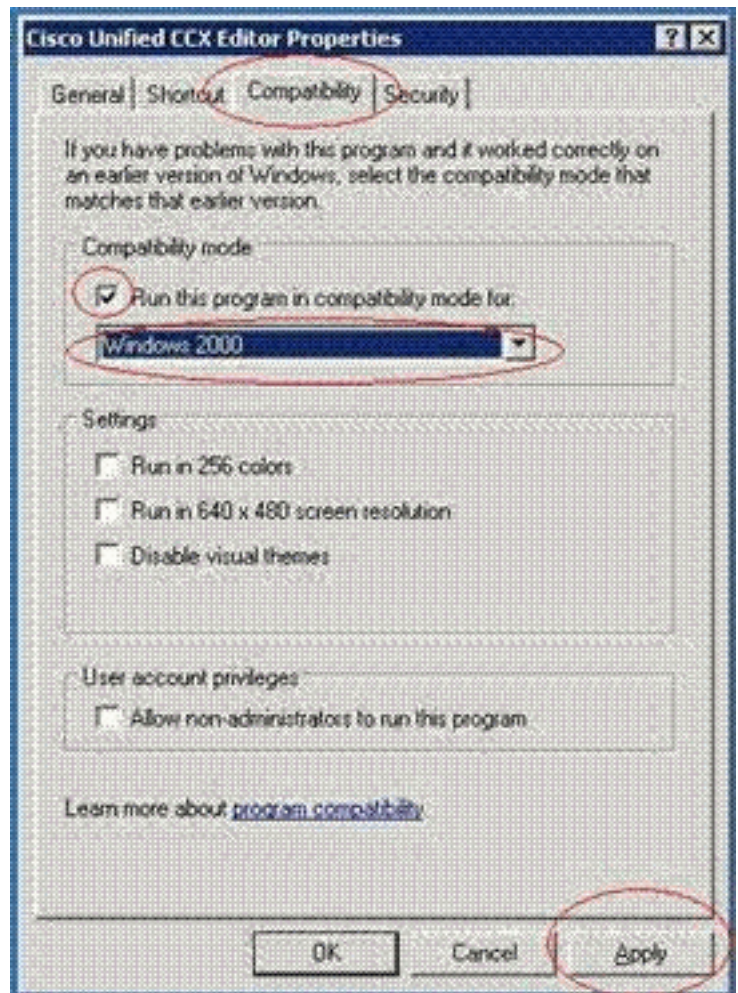 Cisco Unified CCX Editor Properties
General Shortcut Compatibility Security
If you have problems with this program and it worked correctly on
an earlier version of Windows, select the compatibility mode that
matches that earlier version.
Compatibility mode
Run this program in compatibility mode for:
Windows 2000
Settings
Run in 256 colors
Run in 640 x 480 screen resolution
Disable visual themes
User account privileges
Allow non-administrators to run this program
Learn more about program compatibility.
OK Cancel Apply